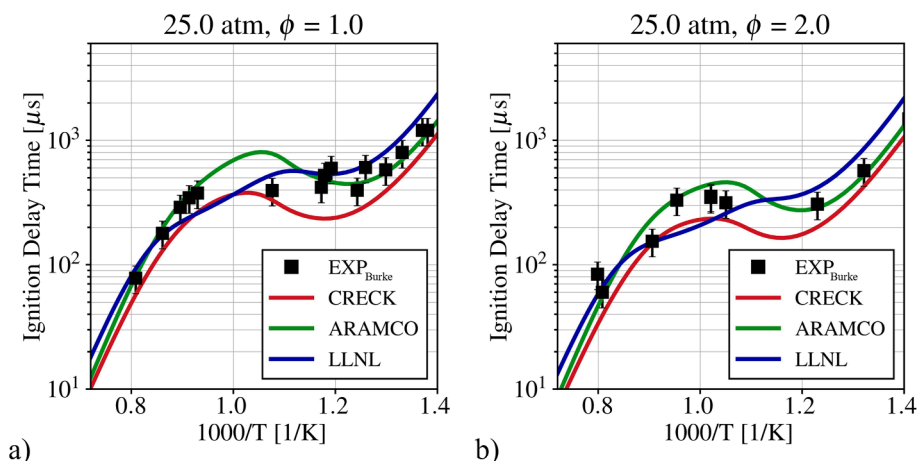 25.0 atm, ϕ = 1.0
Ignition Delay Time [μs]
10³
10²
10¹
0.8
1.0
1.2
1.4
1000/T [1/K]
EXP_Burke
CRECK
ARAMCO
LLNL
a)
25.0 atm, ϕ = 2.0
Ignition Delay Time [μs]
10³
10²
10¹
0.8
1.0
1.2
1.4
1000/T [1/K]
EXP_Burke
CRECK
ARAMCO
LLNL
b)